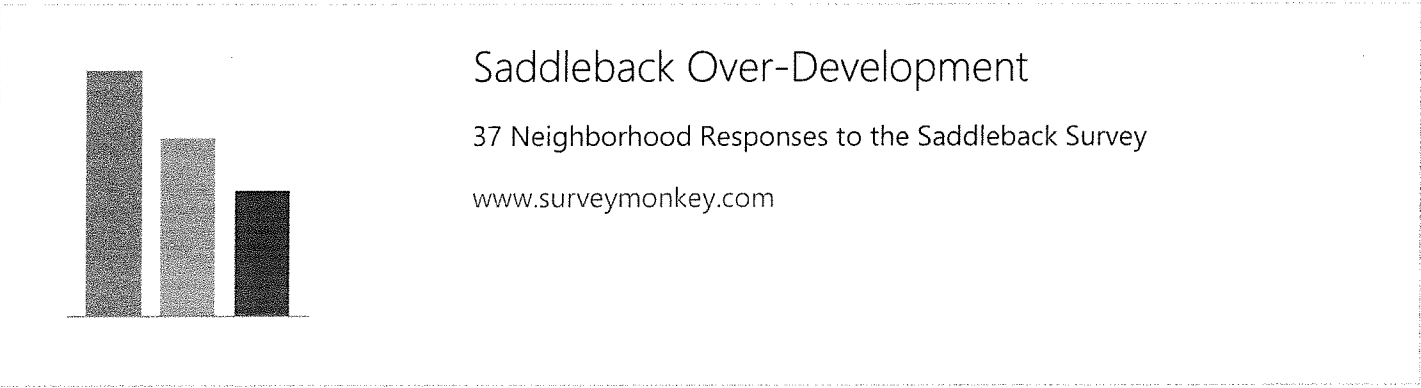 Saddleback Over-Development
37 Neighborhood Responses to the Saddleback Survey
www.surveymonkey.com